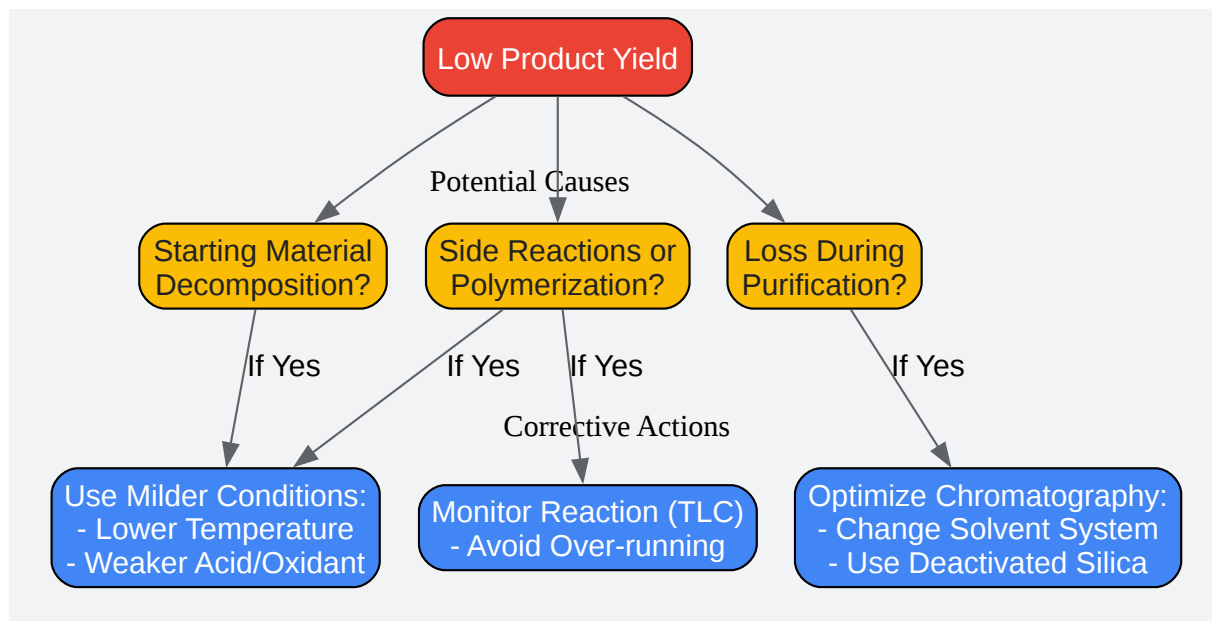 Low Product Yield
Potential Causes
Starting Material
Decomposition?
Side Reactions or
Polymerization?
Loss During
Purification?
If Yes
If Yes
If Yes
If Yes
Corrective Actions
Use Milder Conditions:
- Lower Temperature
- Weaker Acid/Oxidant
Monitor Reaction (TLC)
- Avoid Over-running
Optimize Chromatography:
- Change Solvent System
- Use Deactivated Silica